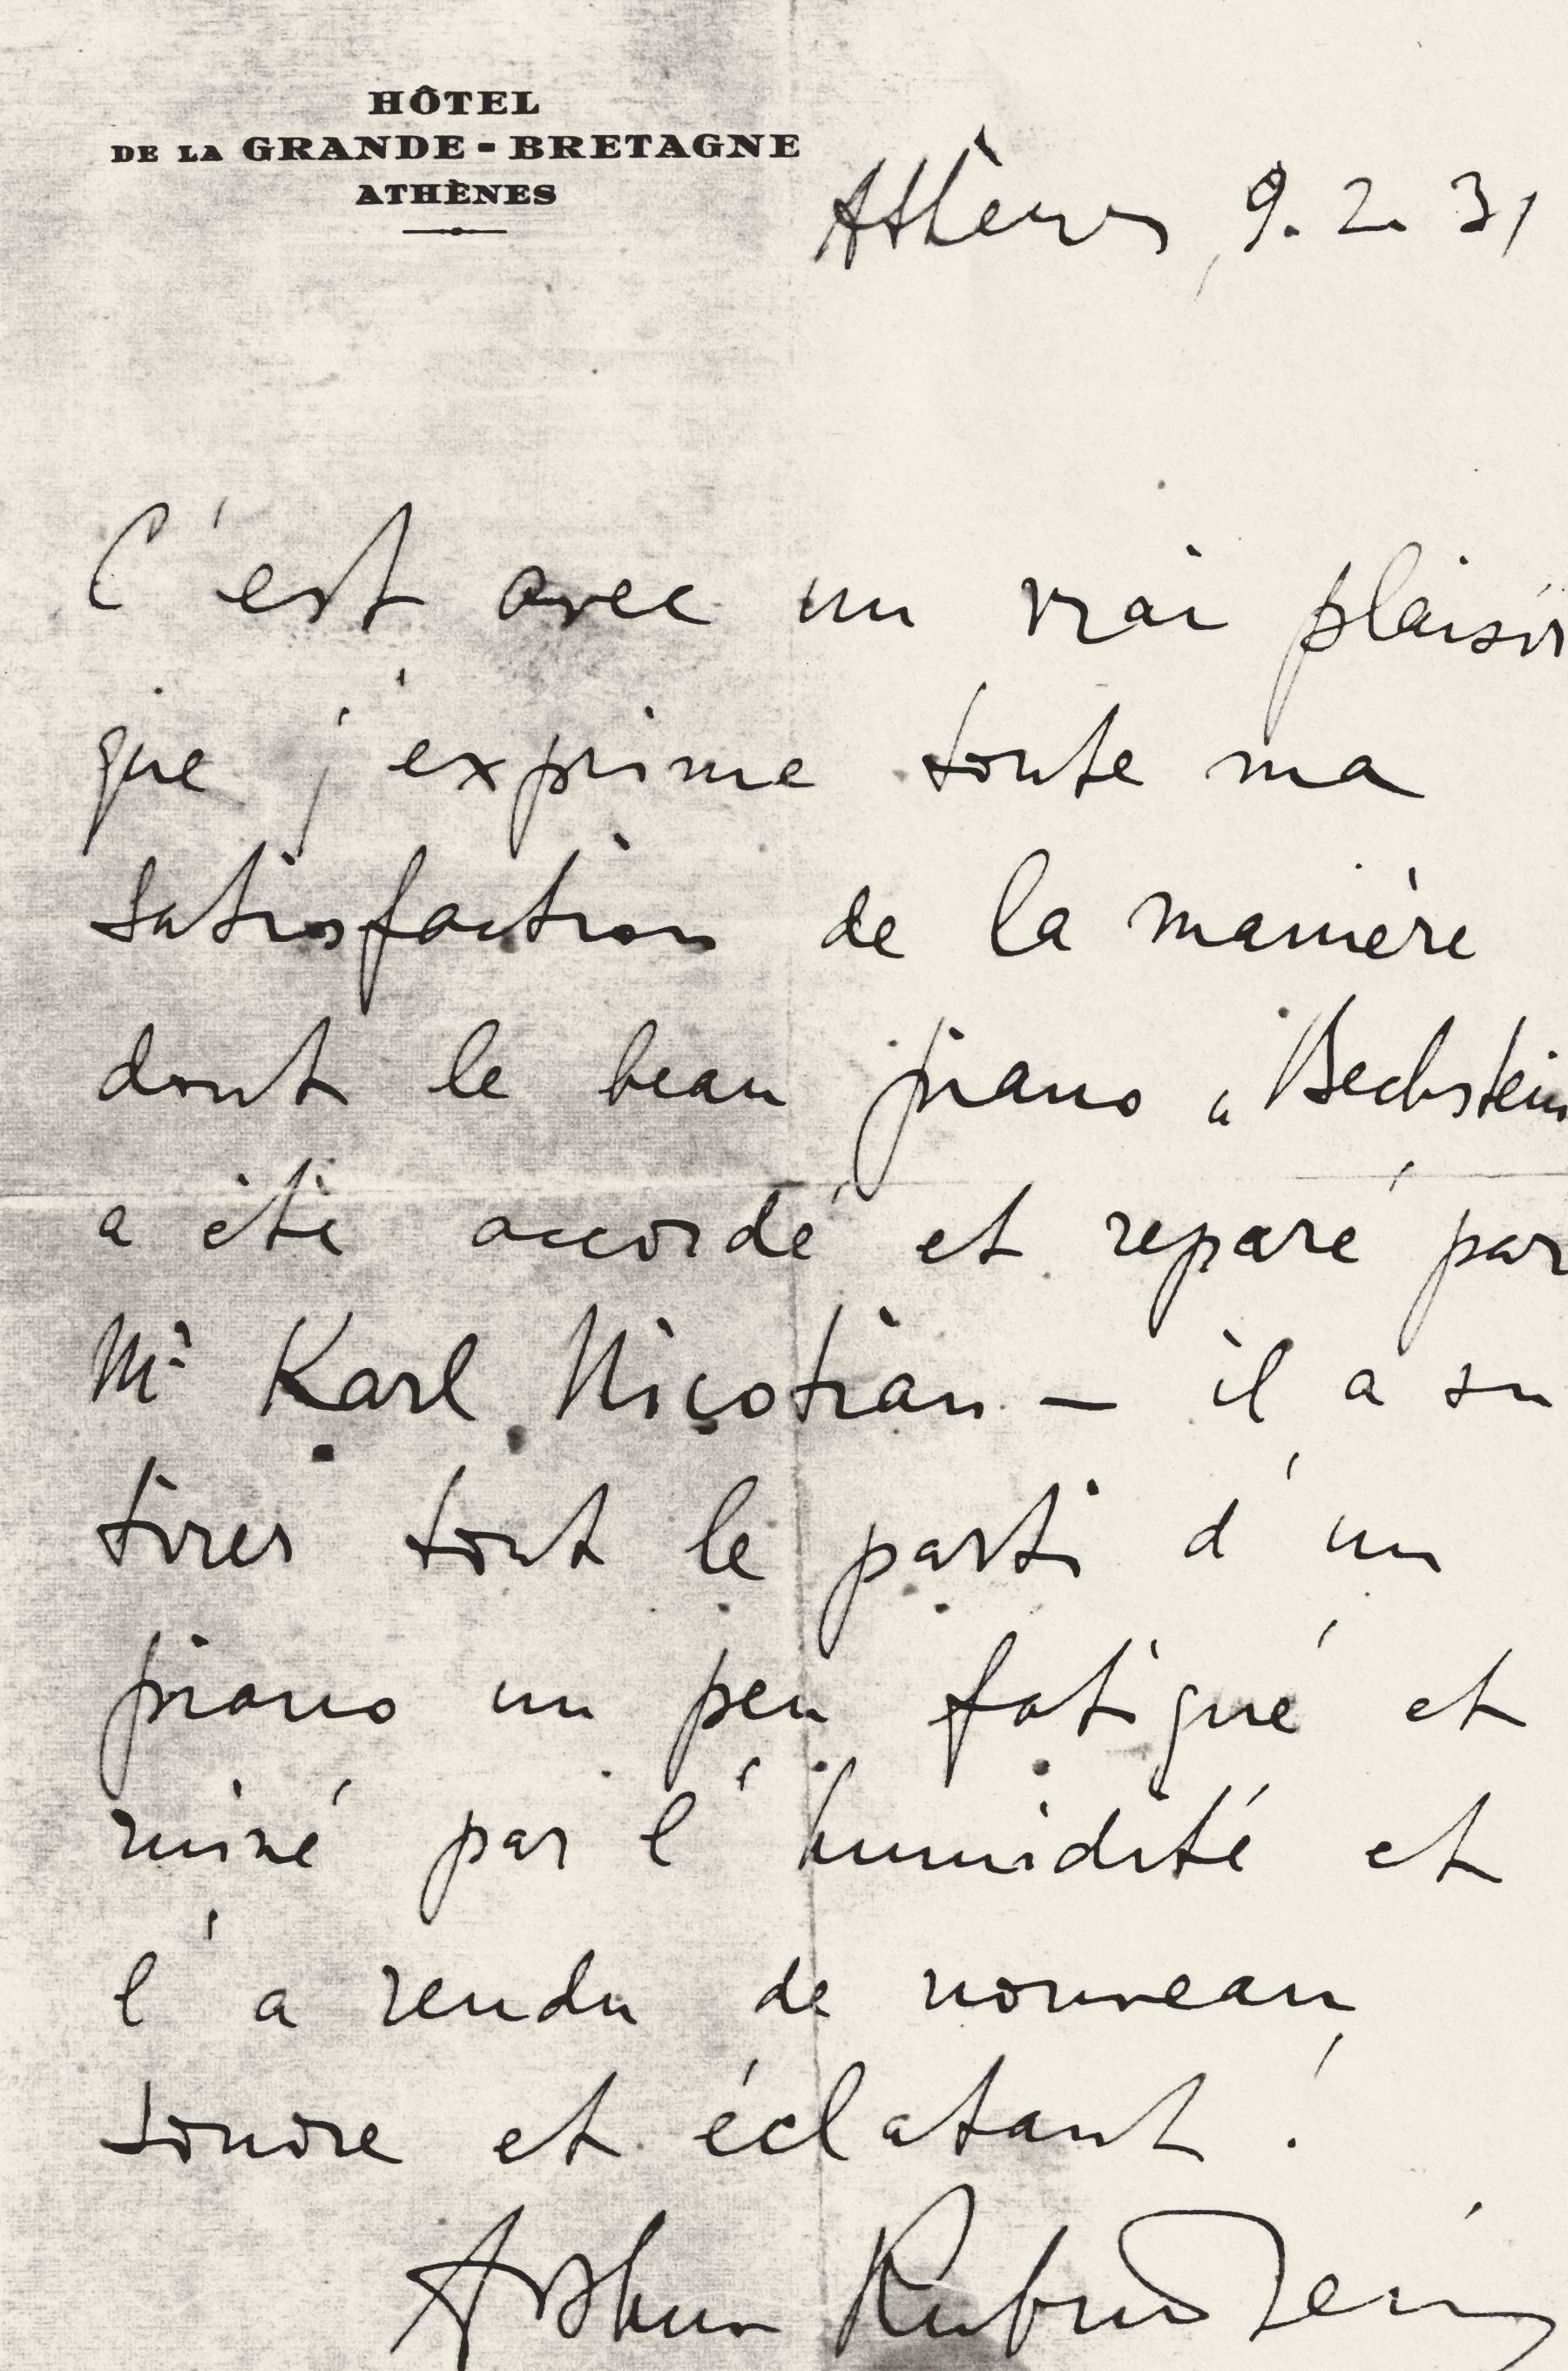 HÔTEL
DE LA GRANDE-BRETAGNE
ATHÈNES
Athènes, 9. 2. 31
C'est avec un vrai plaisir
que j'exprime toute ma
satisfaction de la manière
dont le beau piano „Bechstein
a été accordé et reparé par
Mr Karl Niçotian — il a su
tirer tout le parti d'un
piano un peu fatigué et
miné par l'humidité et
l'a rendu de nouveau
sonore et éclatant!
Arthur Rubinstein